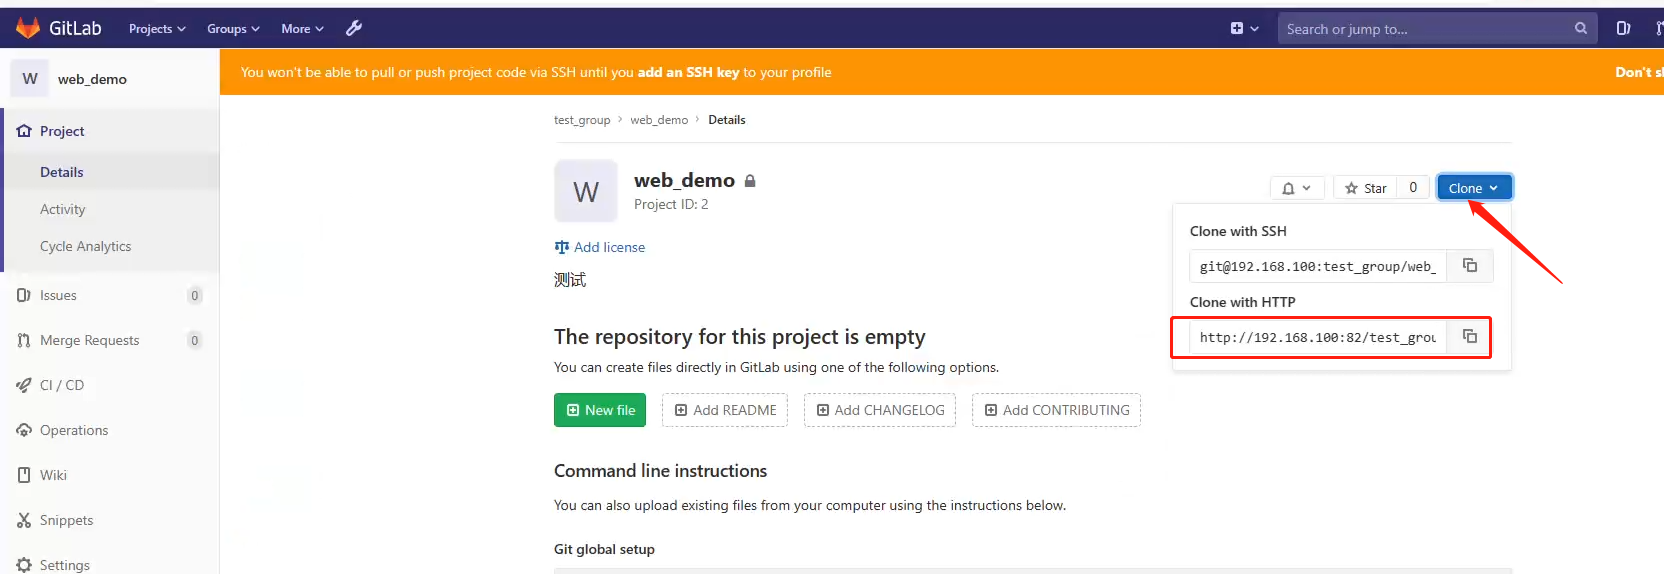 GitLab Projects Groups More Search or jump to...
W web_demo
You won't be able to pull or push project code via SSH until you add an SSH key to your profile
Project
Details
Activity
Cycle Analytics
Issues 0
Merge Requests 0
CI / CD
Operations
Wiki
Snippets
Settings
test_group > web_demo > Details
W web_demo
Project ID: 2
Star 0 Clone
Add license
测试
Clone with SSH
git@192.168.100:test_group/web_
Clone with HTTP
http://192.168.100:82/test_grou
The repository for this project is empty
You can create files directly in GitLab using one of the following options.
New file Add README Add CHANGELOG Add CONTRIBUTING
Command line instructions
You can also upload existing files from your computer using the instructions below.
Git global setup